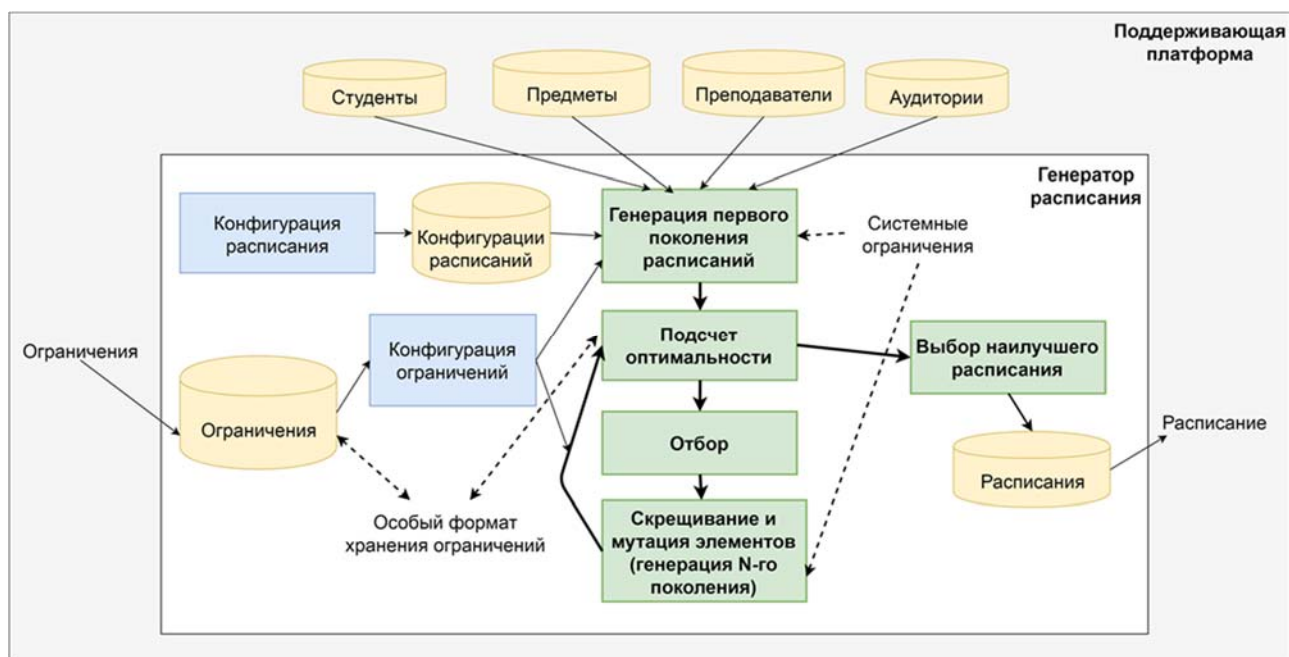 Поддерживающая
платформа
Студенты
Предметы
Преподаватели
Аудитории
Генератор
расписания
Конфигурация
расписания
Конфигурации
расписаний
Генерация первого
поколения
расписаний
Системные
ограничения
Ограничения
Ограничения
Конфигурация
ограничений
Подсчет
оптимальности
Выбор наилучшего
расписания
Отбор
Расписания
Расписание
Особый формат
хранения ограничений
Скрещивание и
мутация элементов
(генерация N-го
поколения)